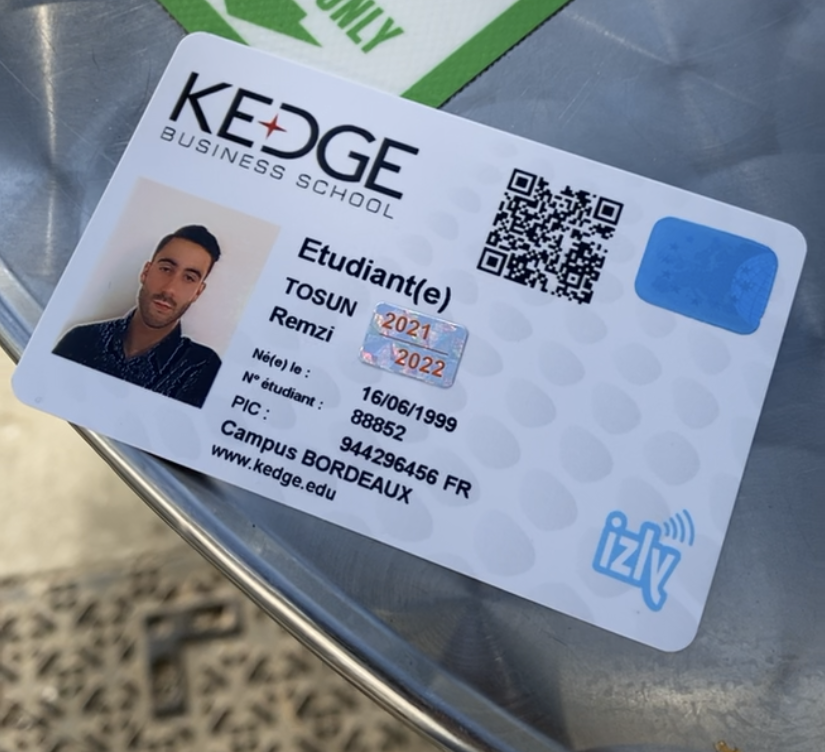 ONLY
KEDGE
BUSINESS SCHOOL
Etudiant(e)
TOSUN
Remzi
2021
2022
Né(e) le : 16/06/1999
N° étudiant : 88852
PIC : 944296456 FR
Campus BORDEAUX
www.kedge.edu
izly